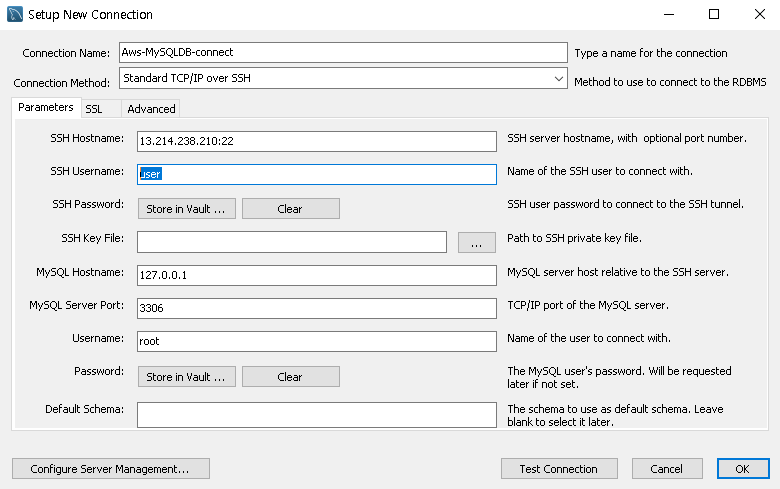 Setup New Connection
Connection Name: Aws-MySQLDB-connect Type a name for the connection
Connection Method: Standard TCP/IP over SSH Method to use to connect to the RDBMS
Parameters SSL Advanced
SSH Hostname: 13.214.238.210:22 SSH server hostname, with optional port number.
SSH Username: user Name of the SSH user to connect with.
SSH Password: Store in Vault ... Clear SSH user password to connect to the SSH tunnel.
SSH Key File: ... Path to SSH private key file.
MySQL Hostname: 127.0.0.1 MySQL server host relative to the SSH server.
MySQL Server Port: 3306 TCP/IP port of the MySQL server.
Username: root Name of the user to connect with.
Password: Store in Vault ... Clear The MySQL user's password. Will be requested
later if not set.
Default Schema: The schema to use as default schema. Leave
blank to select it later.
Configure Server Management... Test Connection Cancel OK